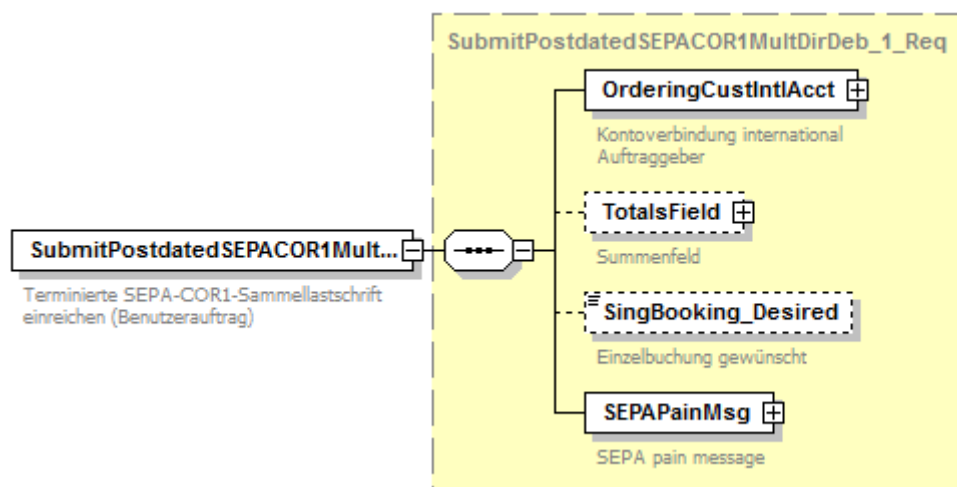 SubmitPostdatedSEPACOR1MultDirDeb_1_Req
OrderingCustIntlAcct
Kontoverbindung international
Auftraggeber
TotalsField
Summenfeld
SubmitPostdatedSEPACOR1Mult...
Terminierte SEPA-COR1-Sammellastschrift
einreichen (Benutzerauftrag)
SingBooking_Desired
Einzelbuchung gewünscht
SEPAPainMsg
SEPA pain message